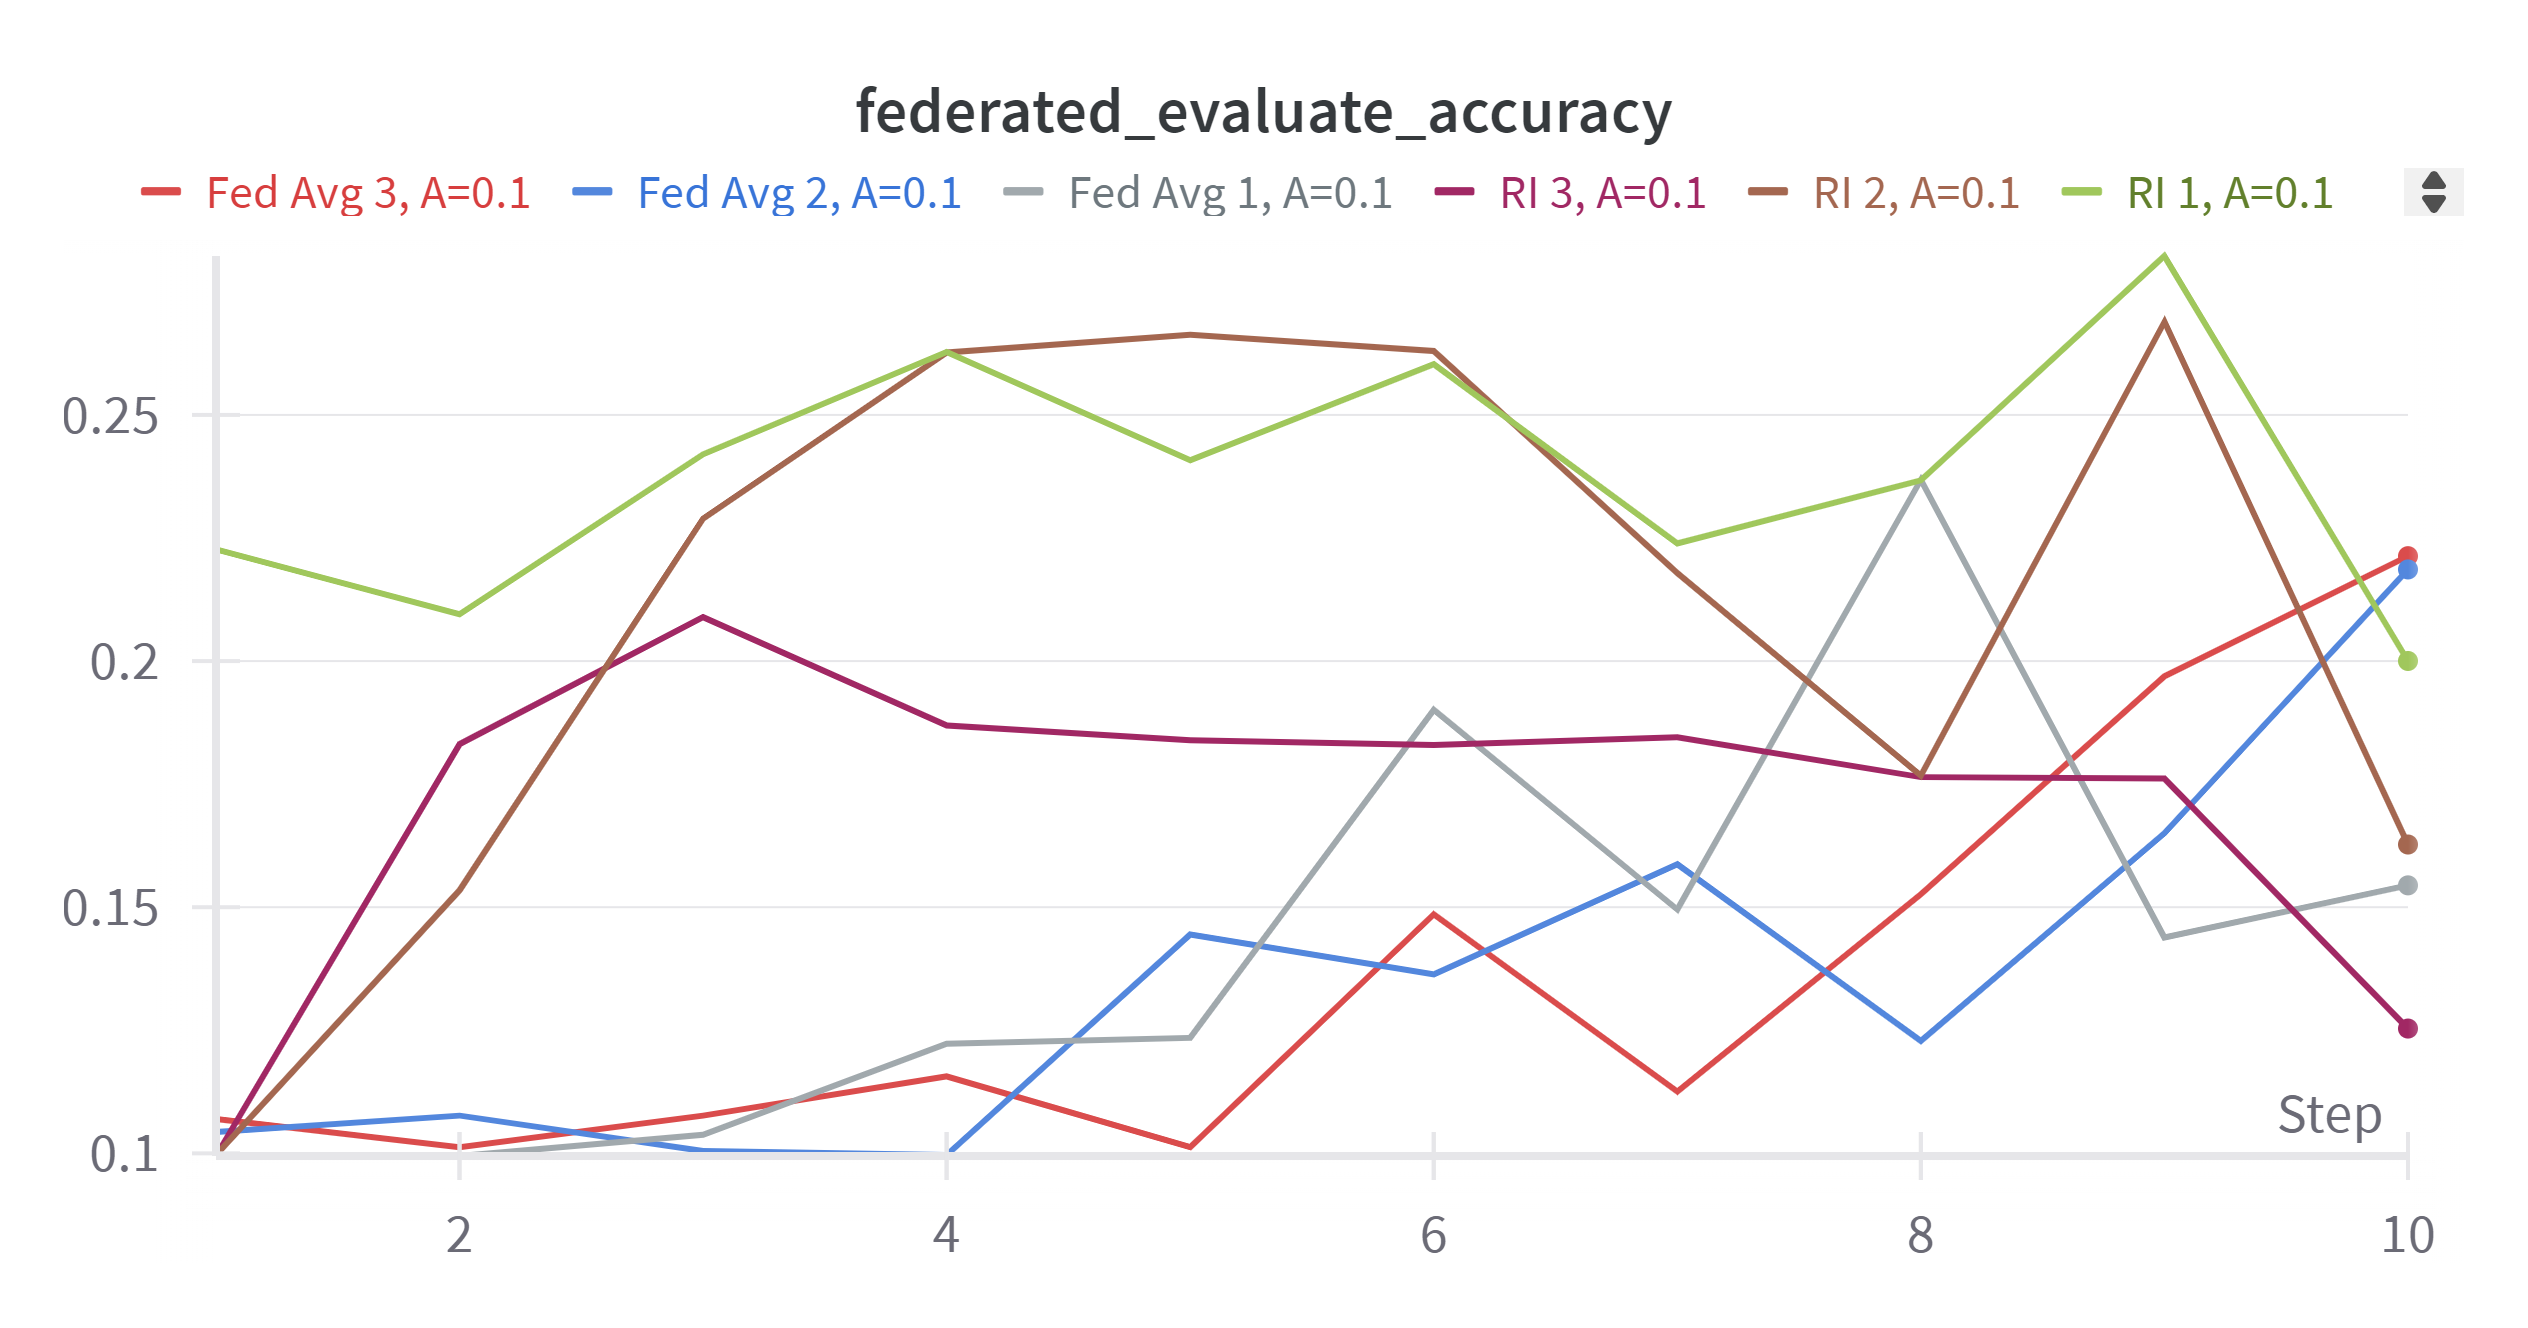 federated_evaluate_accuracy
Fed Avg 3, A=0.1 Fed Avg 2, A=0.1 Fed Avg 1, A=0.1 RI 3, A=0.1 RI 2, A=0.1 RI 1, A=0.1
0.25
0.2
0.15
0.1
Step
2 4 6 8 10